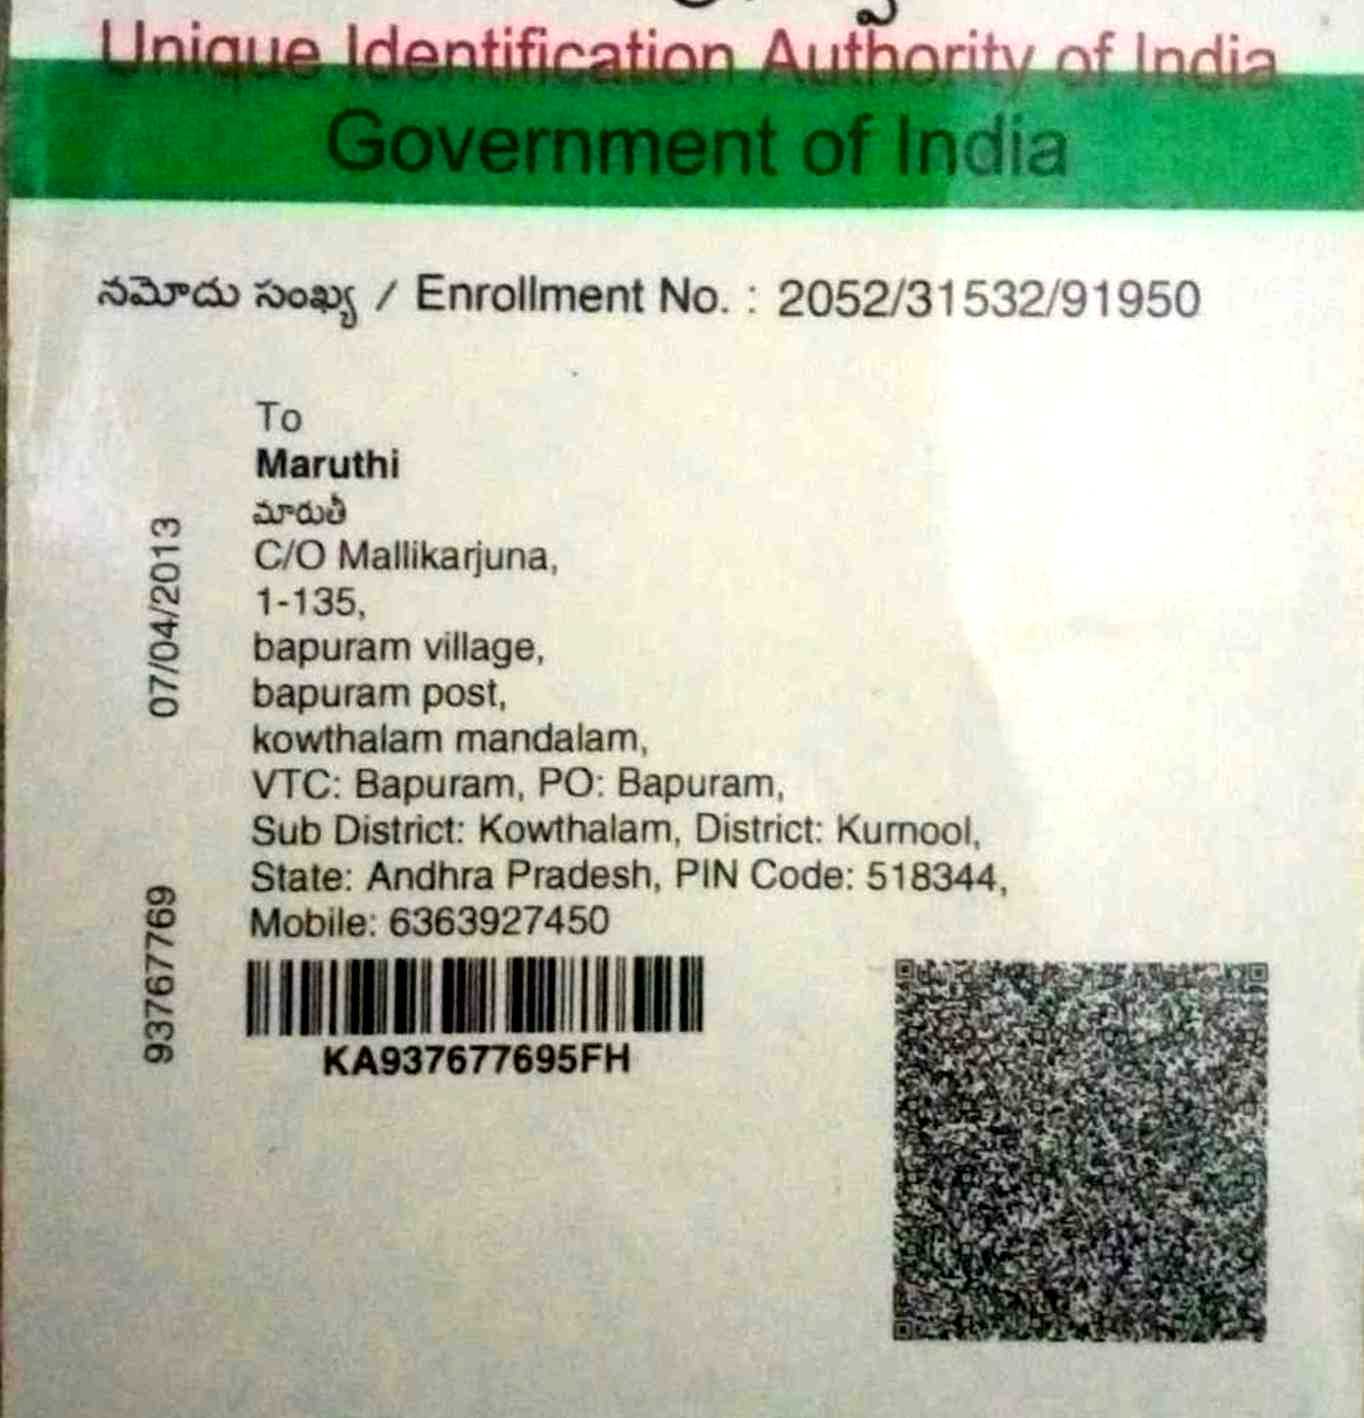 Unique Identification Authority of India
Government of India
నమోదు సంఖ్య / Enrollment No. : 2052/31532/91950
To
Maruthi
మారుతీ
C/O Mallikarjuna,
1-135,
bapuram village,
bapuram post,
kowthalam mandalam,
VTC: Bapuram, PO: Bapuram,
Sub District: Kowthalam, District: Kurnool,
State: Andhra Pradesh, PIN Code: 518344,
Mobile: 6363927450
KA937677695FH
07/04/2013
93767769